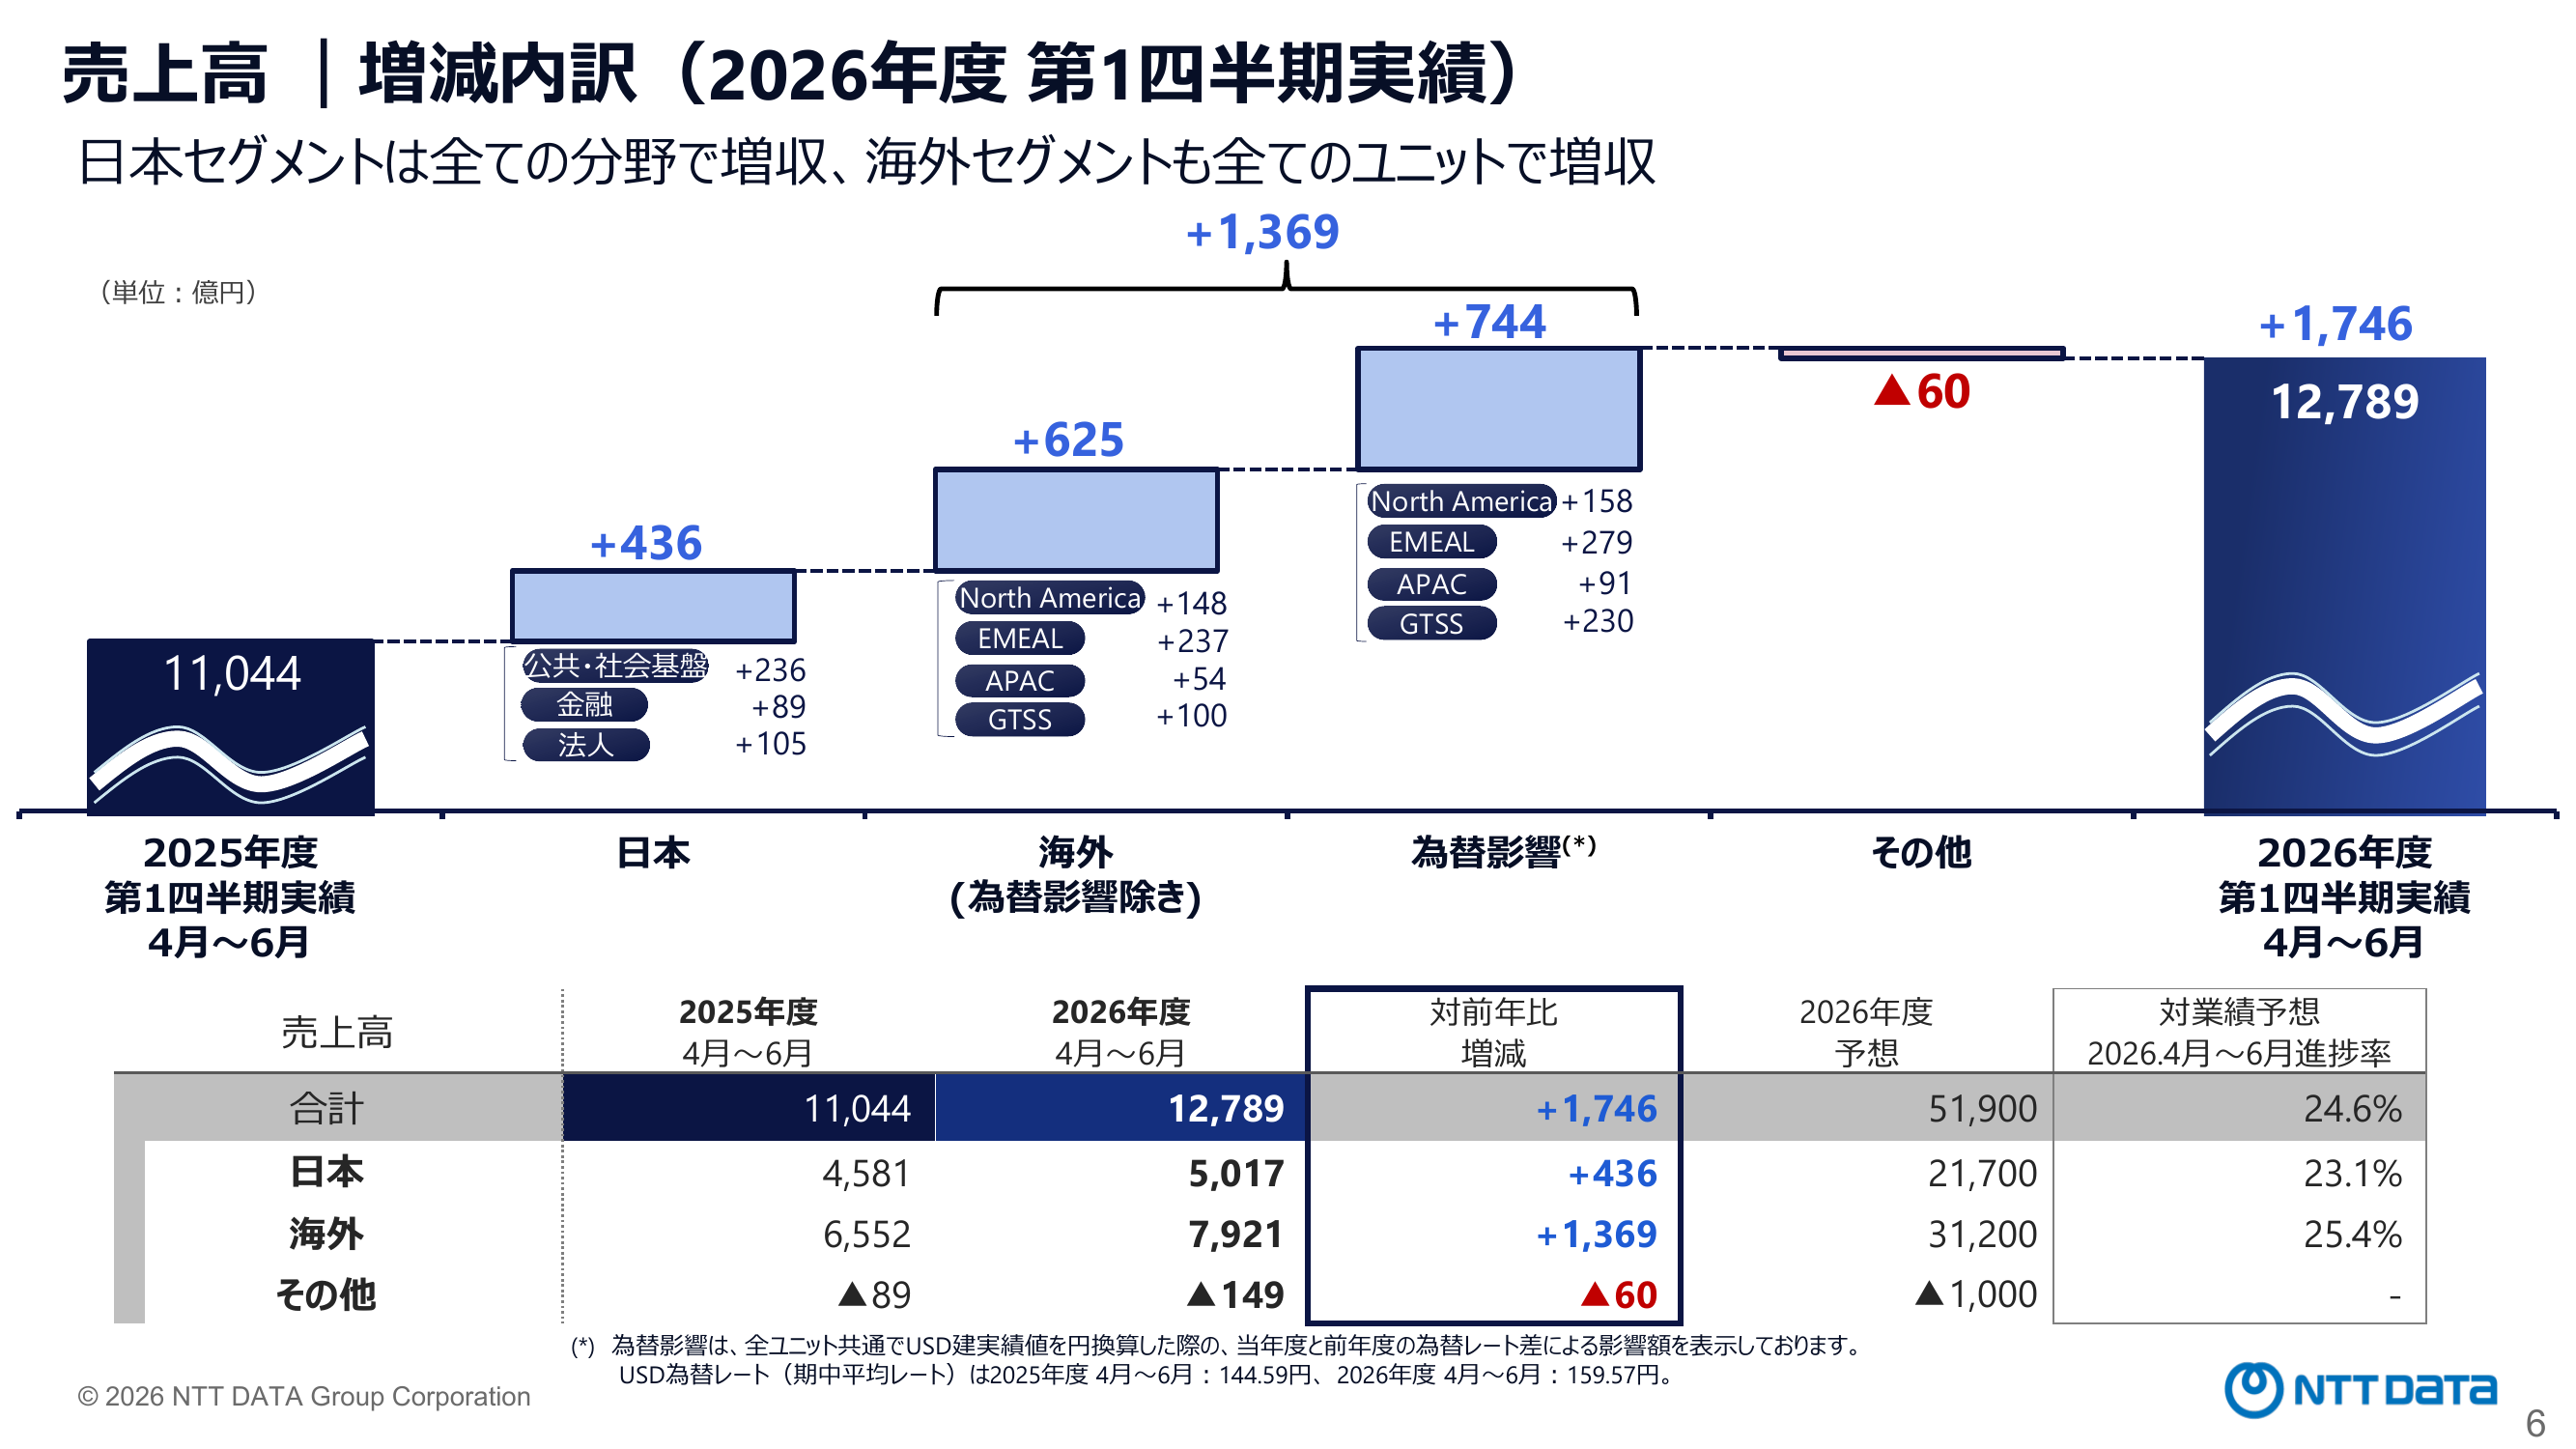 売上高 ｜増減内訳（2026年度 第1四半期実績）
日本セグメントは全ての分野で増収、海外セグメントも全てのユニットで増収
（単位：億円）
+1,369
+436
+625
+744
▲60
+1,746
11,044
12,789
公共・社会基盤 +236
金融 +89
法人 +105
North America +148
EMEAL +237
APAC +54
GTSS +100
North America +158
EMEAL +279
APAC +91
GTSS +230
2025年度
第1四半期実績
4月～6月
日本
海外
(為替影響除き)
為替影響(*)
その他
2026年度
第1四半期実績
4月～6月
売上高 2025年度 4月～6月 2026年度 4月～6月 対前年比 増減 2026年度 予想 対業績予想 2026.4月～6月進捗率
合計 11,044 12,789 +1,746 51,900 24.6%
日本 4,581 5,017 +436 21,700 23.1%
海外 6,552 7,921 +1,369 31,200 25.4%
その他 ▲89 ▲149 ▲60 ▲1,000 -
(*) 為替影響は、全ユニット共通でUSD建実績値を円換算した際の、当年度と前年度の為替レート差による影響額を表示しております。
USD為替レート（期中平均レート）は2025年度 4月～6月：144.59円、2026年度 4月～6月：159.57円。
© 2026 NTT DATA Group Corporation
NTT DATA
6